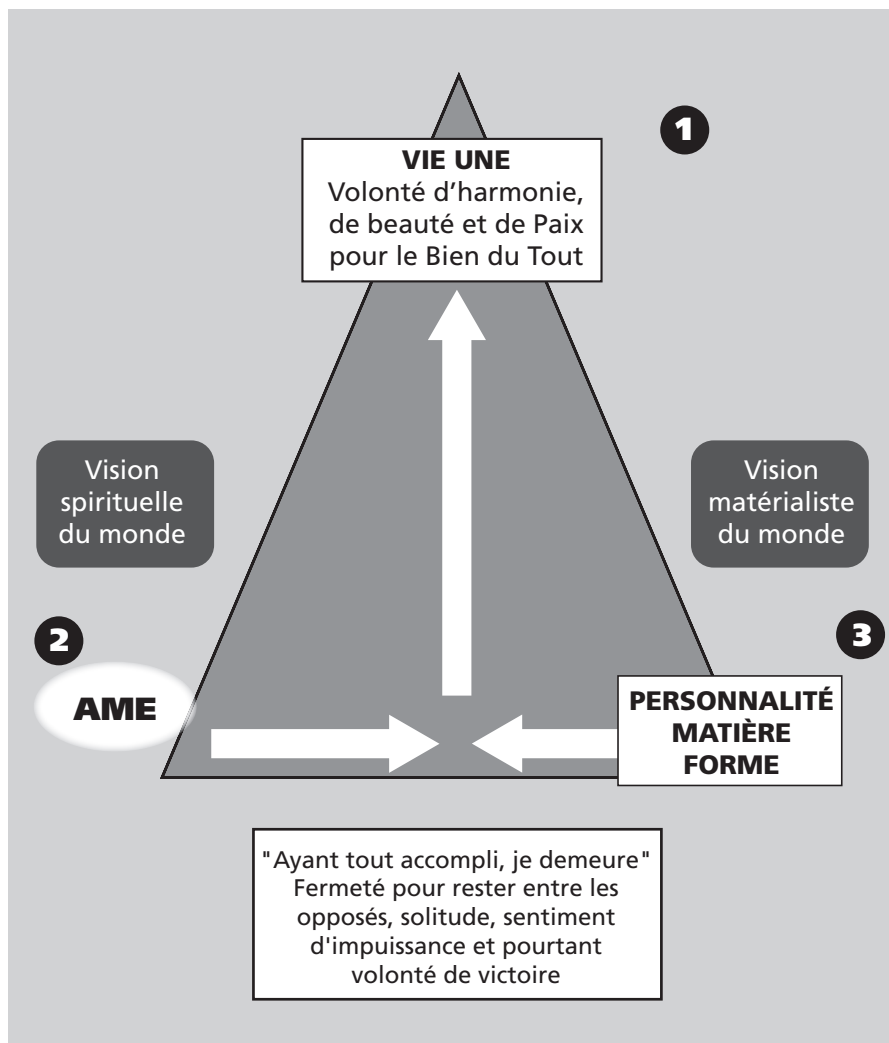 1
VIE UNE
Volonté d'harmonie,
de beauté et de Paix
pour le Bien du Tout
Vision
spirituelle
du monde
Vision
matérialiste
du monde
2
AME
3
PERSONNALITÉ
MATIÈRE
FORME
"Ayant tout accompli, je demeure"
Fermeté pour rester entre les
opposés, solitude, sentiment
d'impuissance et pourtant
volonté de victoire